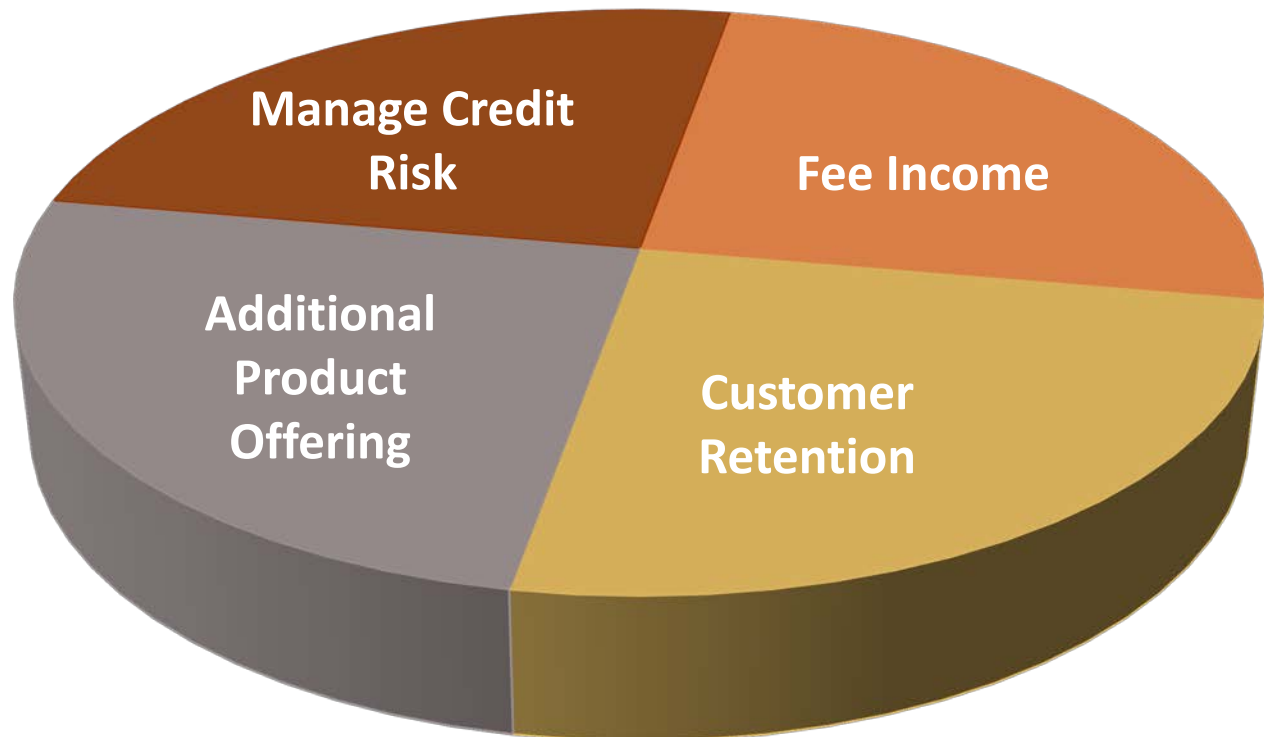 Manage Credit
Risk
Fee Income
Additional
Product
Offering
Customer
Retention